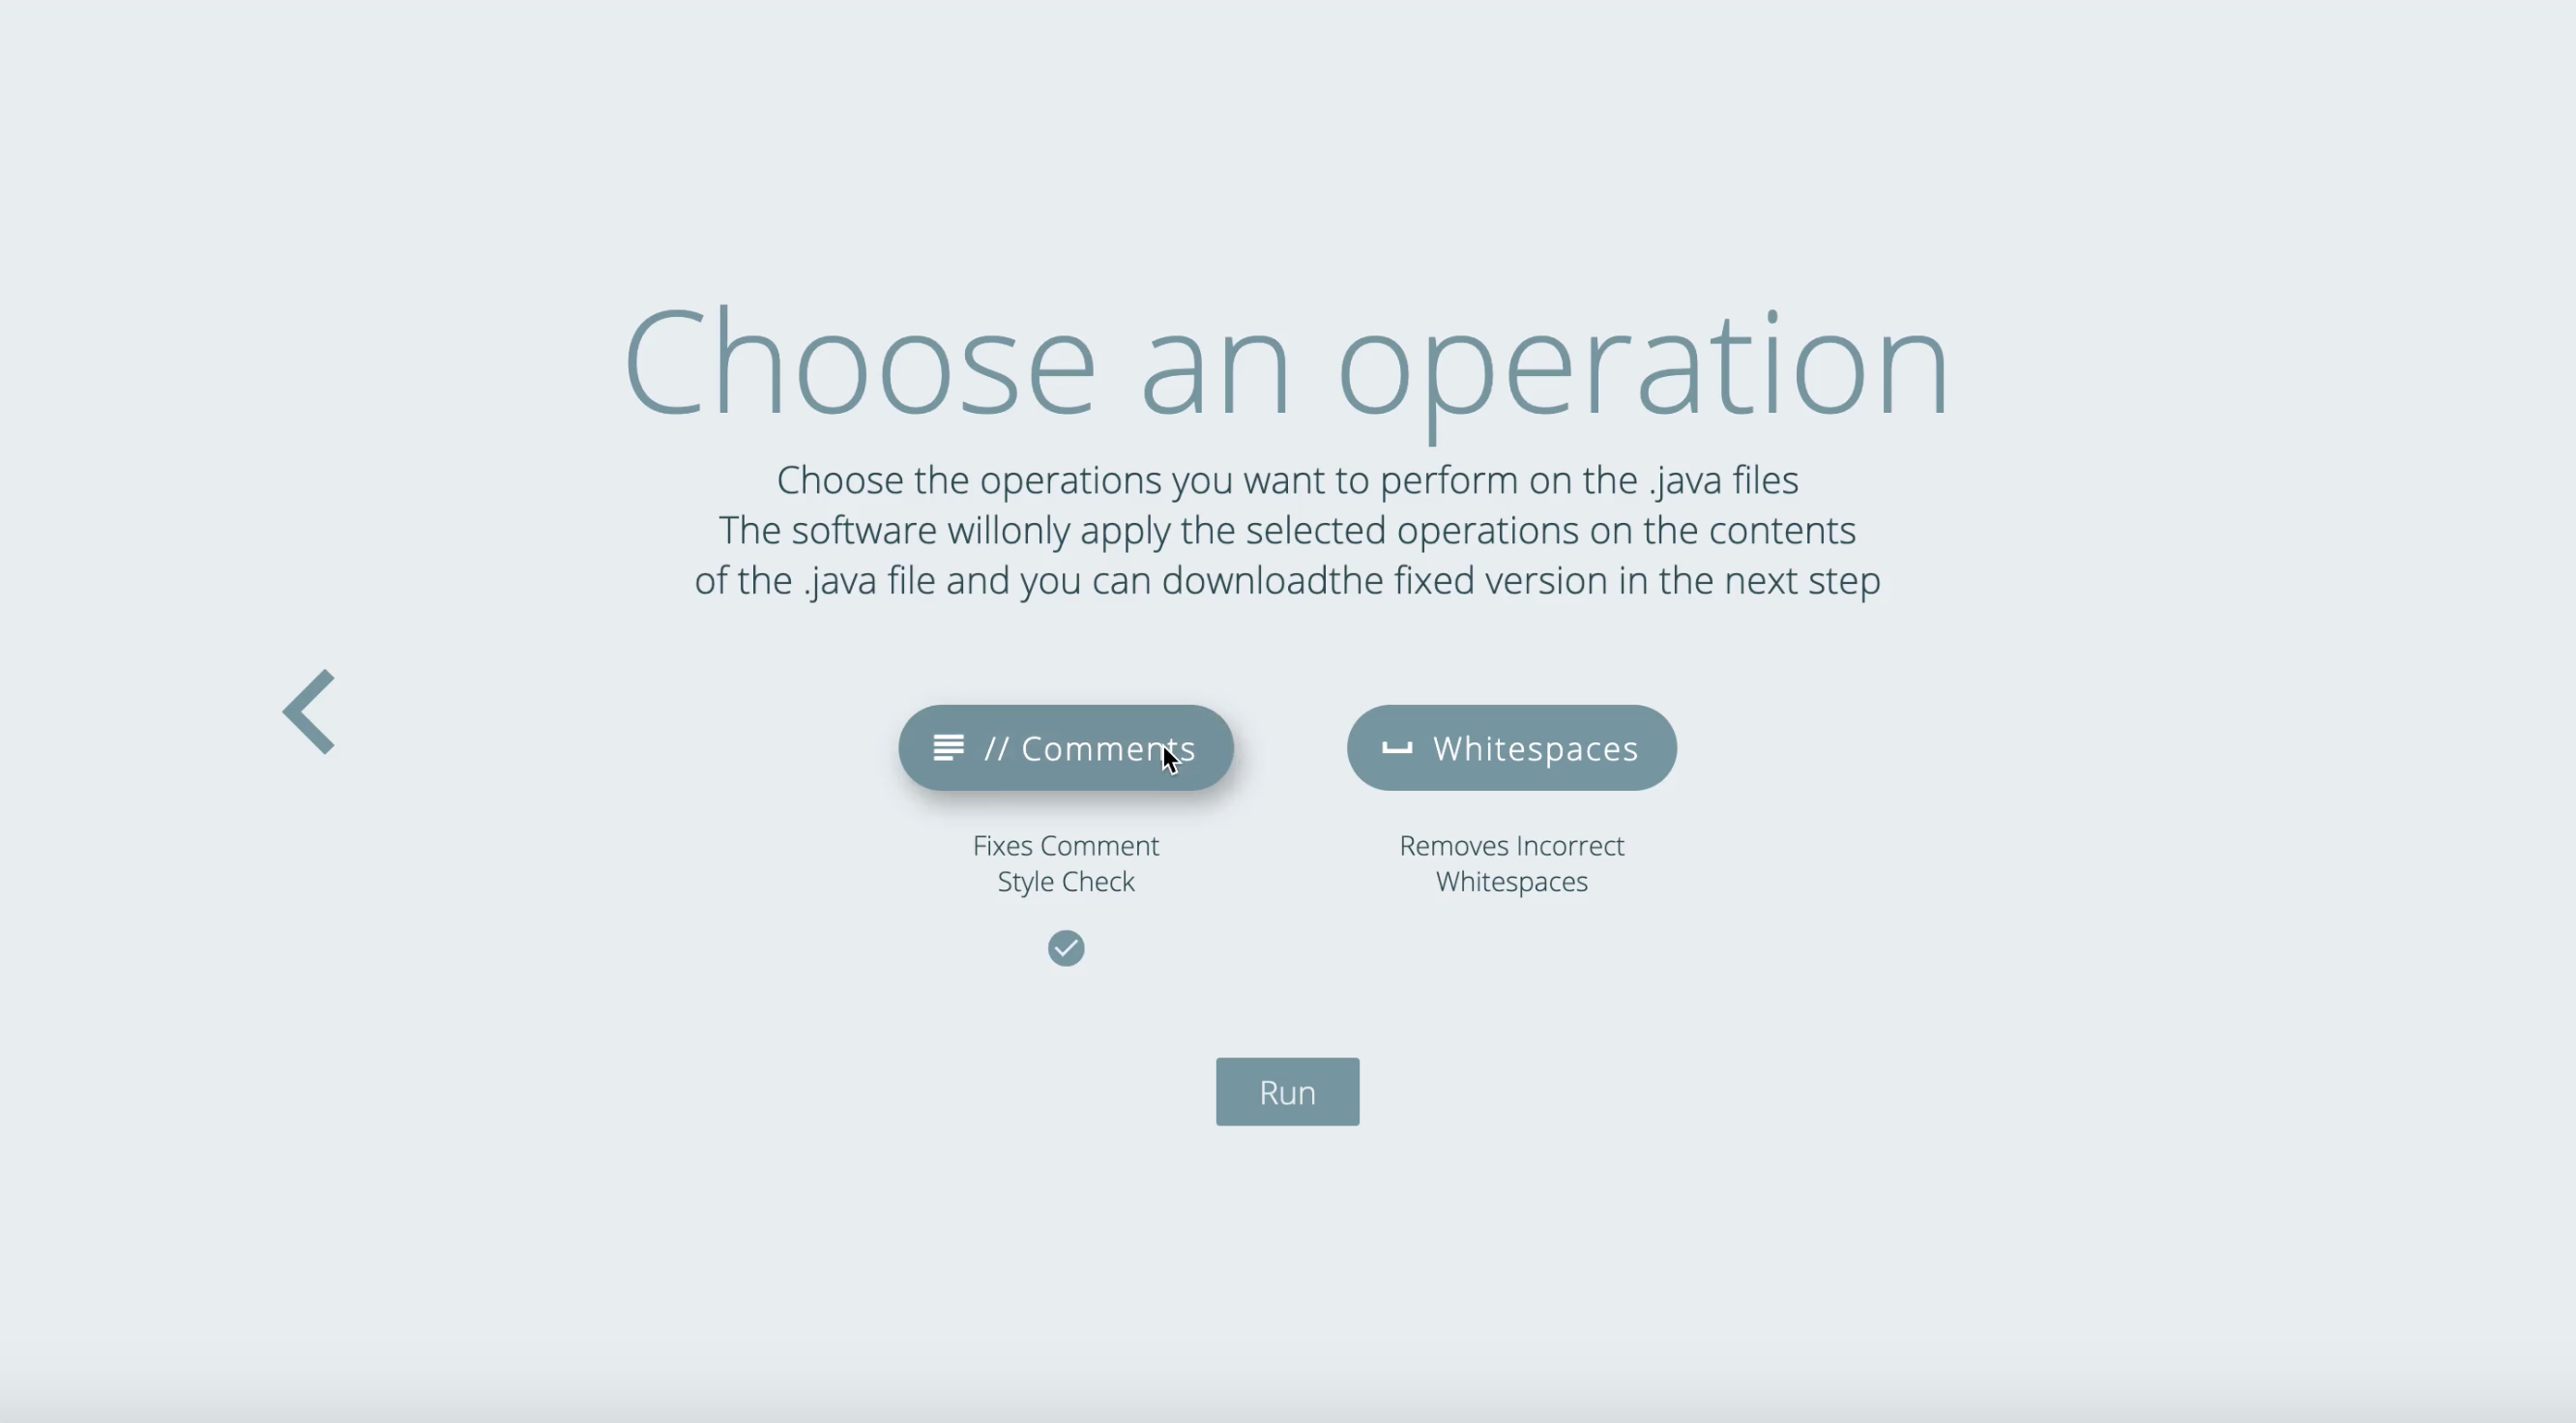 Choose an operation
Choose the operations you want to perform on the .java files
The software willonly apply the selected operations on the contents
of the .java file and you can downloadthe fixed version in the next step
// Comments
Whitespaces
Fixes Comment
Style Check
Removes Incorrect
Whitespaces
Run